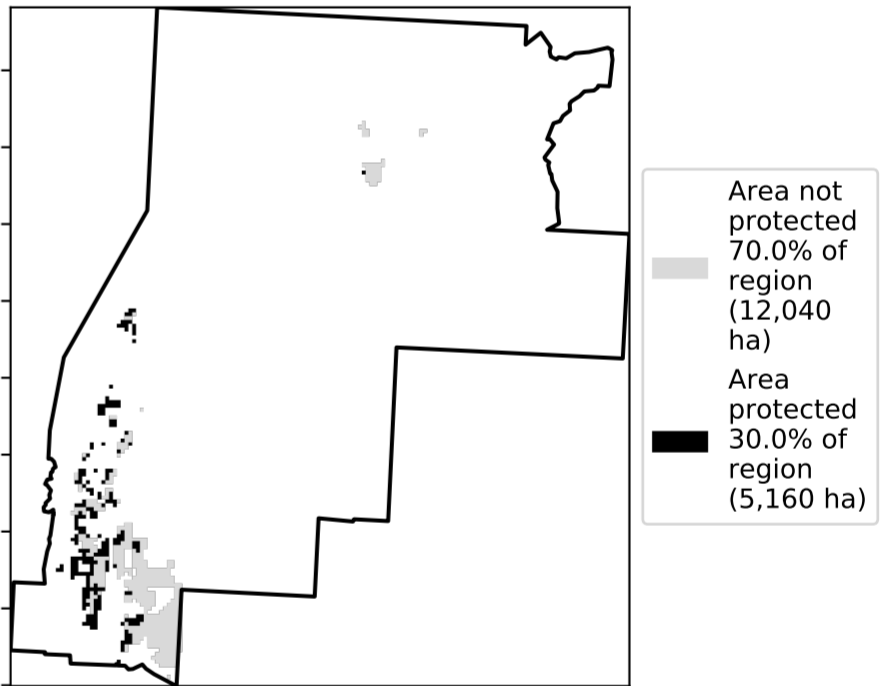 Area not
protected
70.0% of
region
(12,040
ha)
Area
protected
30.0% of
region
(5,160 ha)